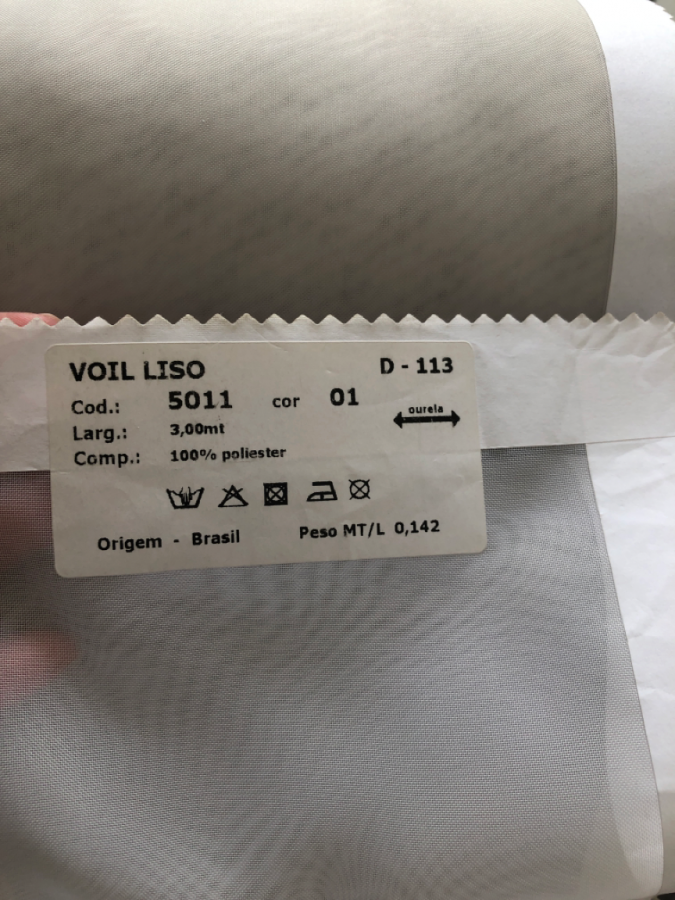 VOIL LISO D - 113
Cod.: 5011 cor 01
ourela
Larg.: 3,00mt
Comp.: 100% poliester
Origem - Brasil Peso MT/L 0,142